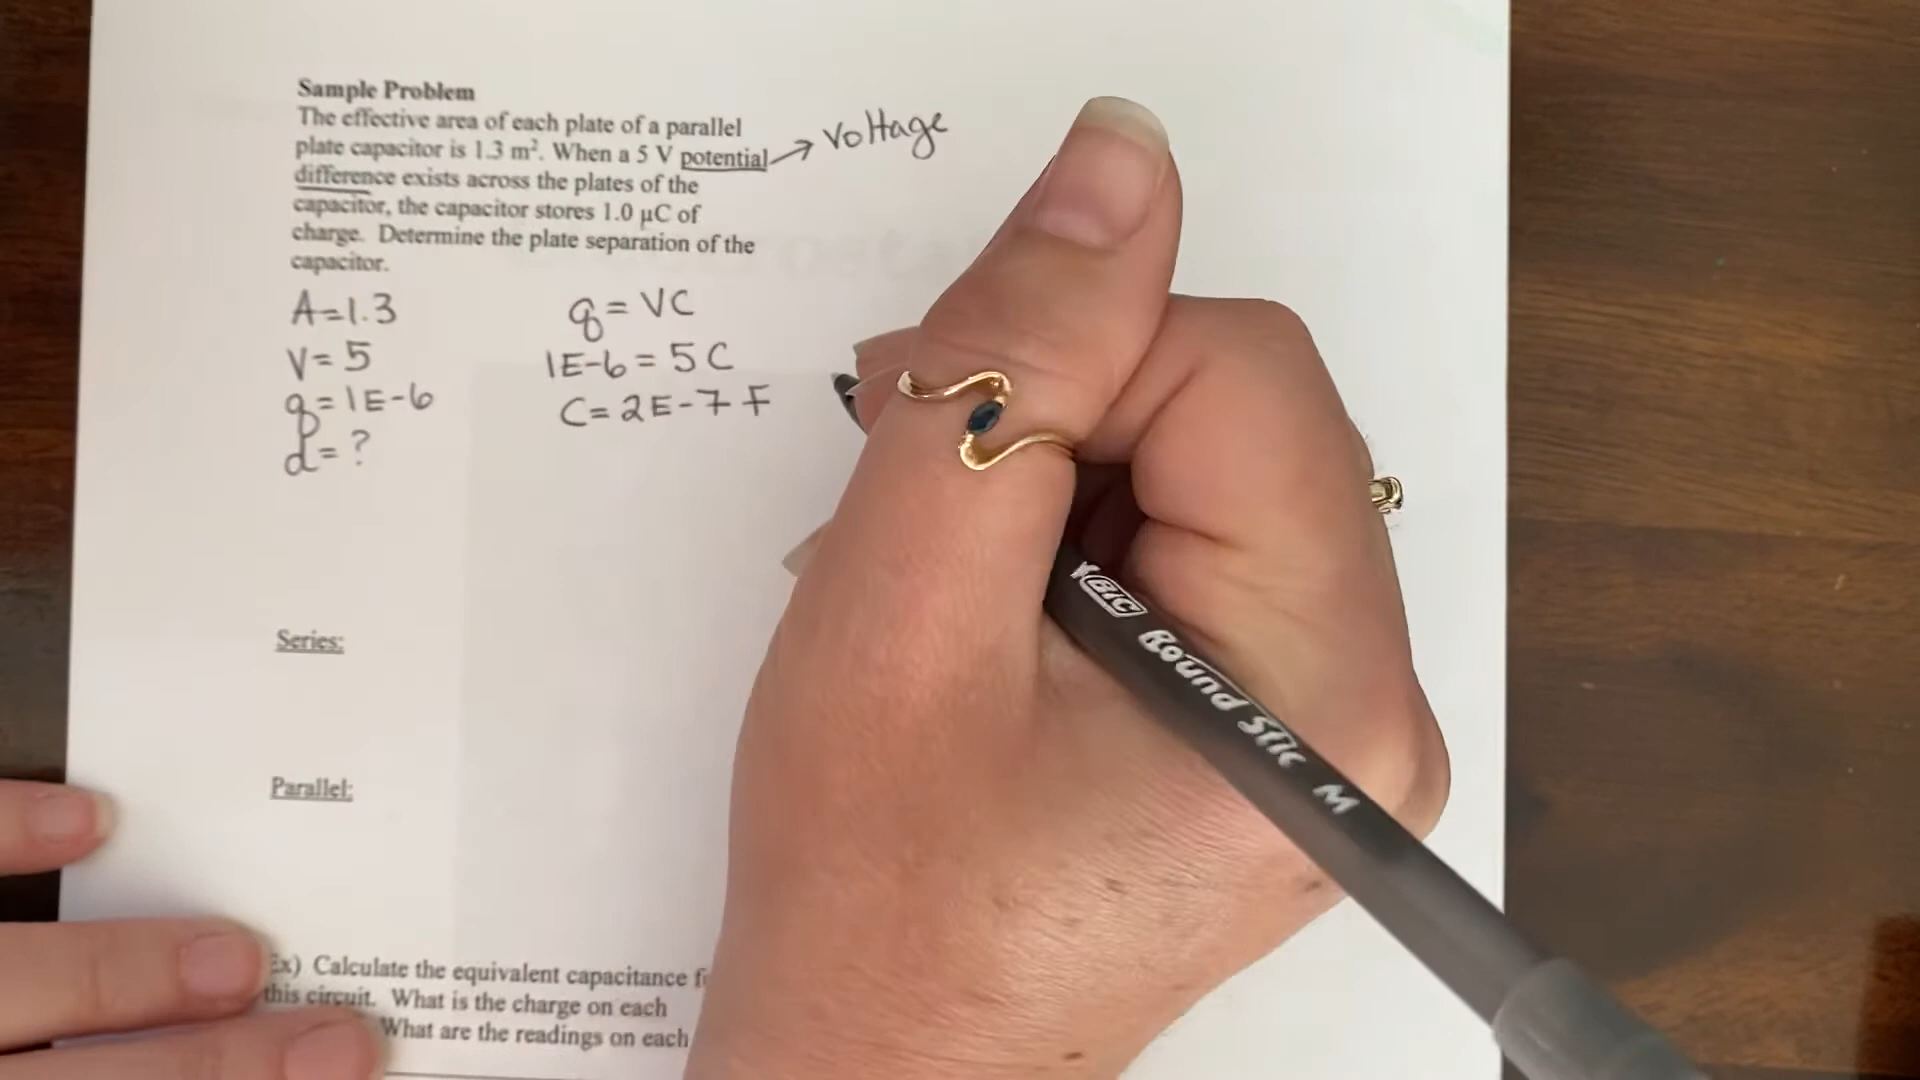 Sample Problem
The effective area of each plate of a parallel
plate capacitor is 1.3 m². When a 5 V potential → Voltage
difference exists across the plates of the
capacitor, the capacitor stores 1.0 µC of
charge. Determine the plate separation of the
capacitor.
A=1.3
V=5
q=1E-6
d=?
q=VC
1E-6=5C
C=2E-7F
Series:
Parallel:
Ex) Calculate the equivalent capacitance
this circuit. What is the charge on each
What are the readings on each
BIC Round Stic M